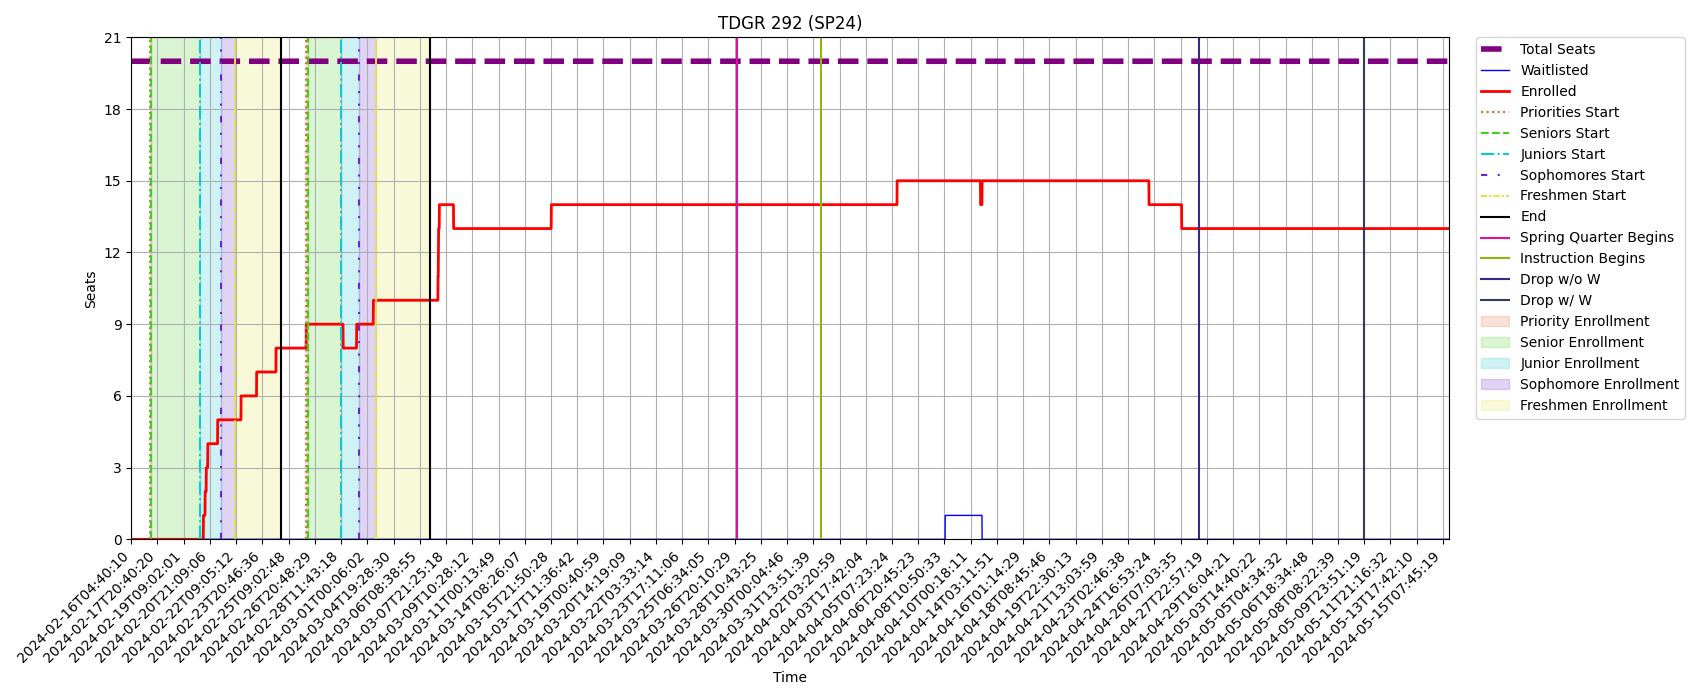 TDGR 292 (SP24)
21
18
15
12
9
6
3
0
Seats
2024-02-16T04:40:10
2024-02-17T20:40:20
2024-02-19T09:02:01
2024-02-20T21:09:06
2024-02-22T09:05:12
2024-02-23T20:46:36
2024-02-25T09:02:48
2024-02-26T20:48:29
2024-02-28T11:43:18
2024-03-01T00:06:02
2024-03-04T19:28:30
2024-03-06T08:38:55
2024-03-07T21:25:18
2024-03-09T10:28:12
2024-03-11T00:13:49
2024-03-14T08:26:07
2024-03-15T21:50:28
2024-03-17T11:36:42
2024-03-19T00:40:59
2024-03-20T14:19:09
2024-03-22T03:33:14
2024-03-23T17:11:06
2024-03-25T06:34:05
2024-03-26T20:10:29
2024-03-28T10:43:25
2024-03-30T00:04:46
2024-03-31T13:51:39
2024-04-02T03:20:59
2024-04-03T17:42:04
2024-04-05T07:23:24
2024-04-06T20:45:23
2024-04-08T10:50:33
2024-04-10T00:18:11
2024-04-14T03:11:51
2024-04-16T01:14:29
2024-04-18T08:45:46
2024-04-19T22:30:13
2024-04-21T13:03:59
2024-04-23T02:46:38
2024-04-24T16:53:24
2024-04-26T07:03:35
2024-04-27T22:57:19
2024-04-29T16:04:21
2024-05-03T14:40:22
2024-05-05T04:34:32
2024-05-06T18:34:48
2024-05-08T08:22:39
2024-05-09T23:51:19
2024-05-11T21:16:32
2024-05-13T17:42:10
2024-05-15T07:45:19
Time
Total Seats
Waitlisted
Enrolled
Priorities Start
Seniors Start
Juniors Start
Sophomores Start
Freshmen Start
End
Spring Quarter Begins
Instruction Begins
Drop w/o W
Drop w/ W
Priority Enrollment
Senior Enrollment
Junior Enrollment
Sophomore Enrollment
Freshmen Enrollment